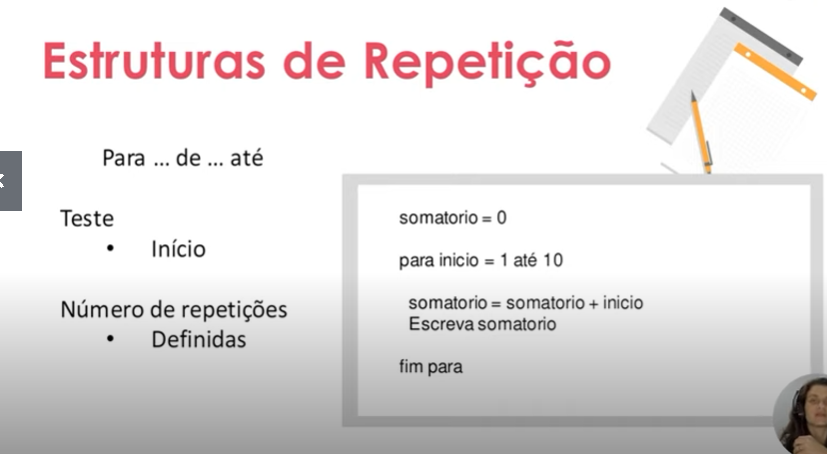 Estruturas de Repetição
Para ... de ... até
Teste
• Início
Número de repetições
• Definidas
somatorio = 0
para inicio = 1 até 10
somatorio = somatorio + inicio
Escreva somatorio
fim para